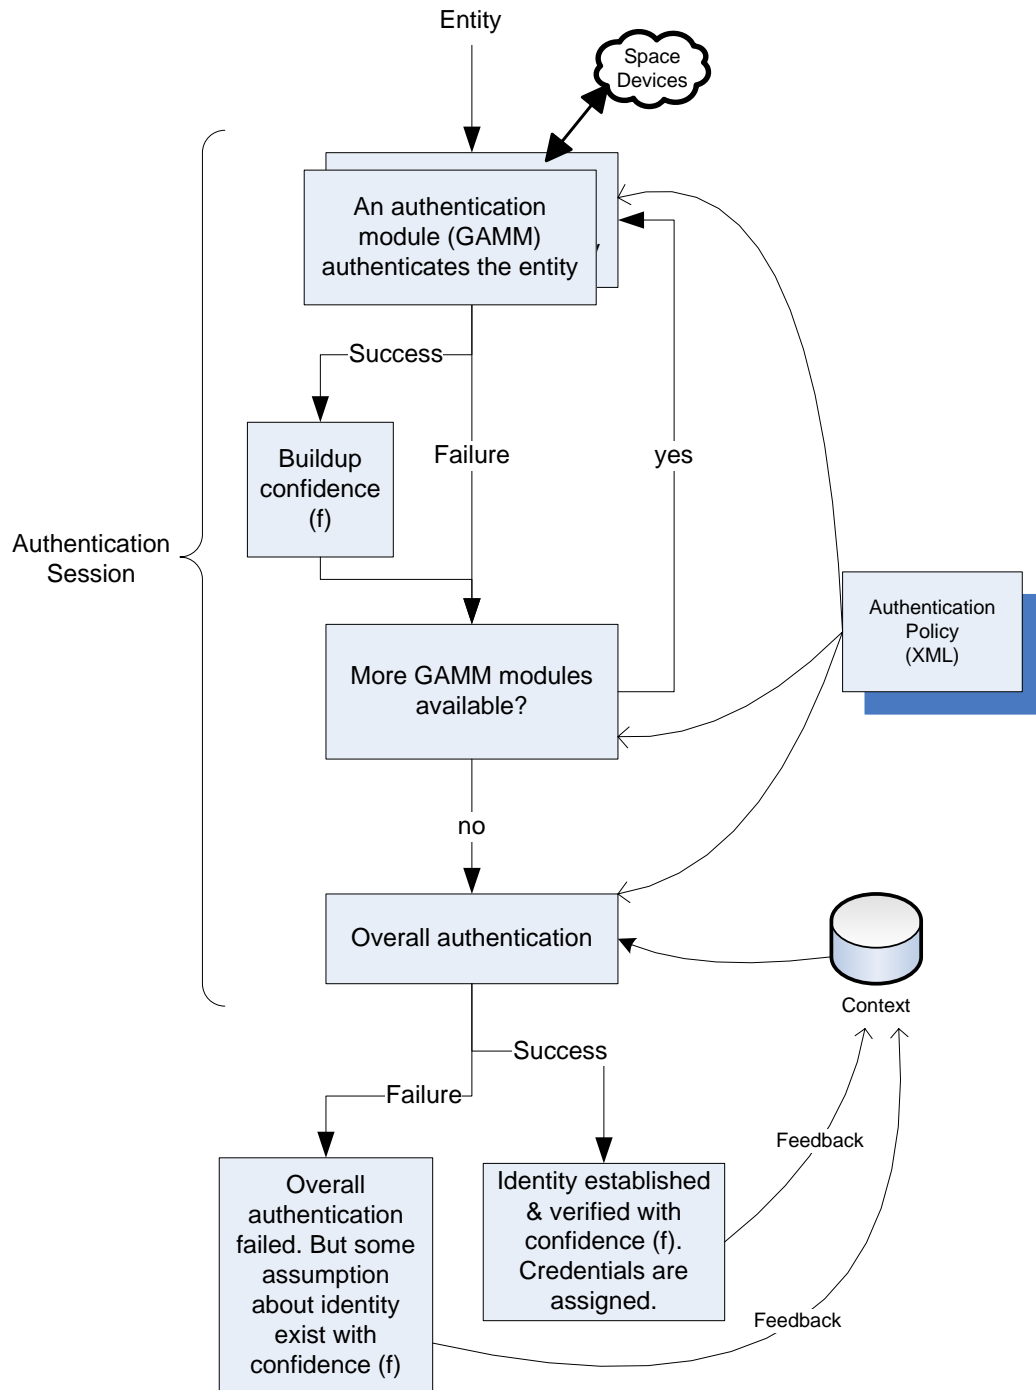 Entity
Space
Devices
An authentication
module (GAMM)
authenticates the entity
Success
Buildup
confidence
(f)
Failure
yes
Authentication
Session
Authentication
Policy
(XML)
More GAMM modules
available?
no
Overall authentication
Context
Success
Failure
Feedback
Overall
authentication
failed. But some
assumption
about identity
exist with
confidence (f)
Identity established
& verified with
confidence (f).
Credentials are
assigned.
Feedback